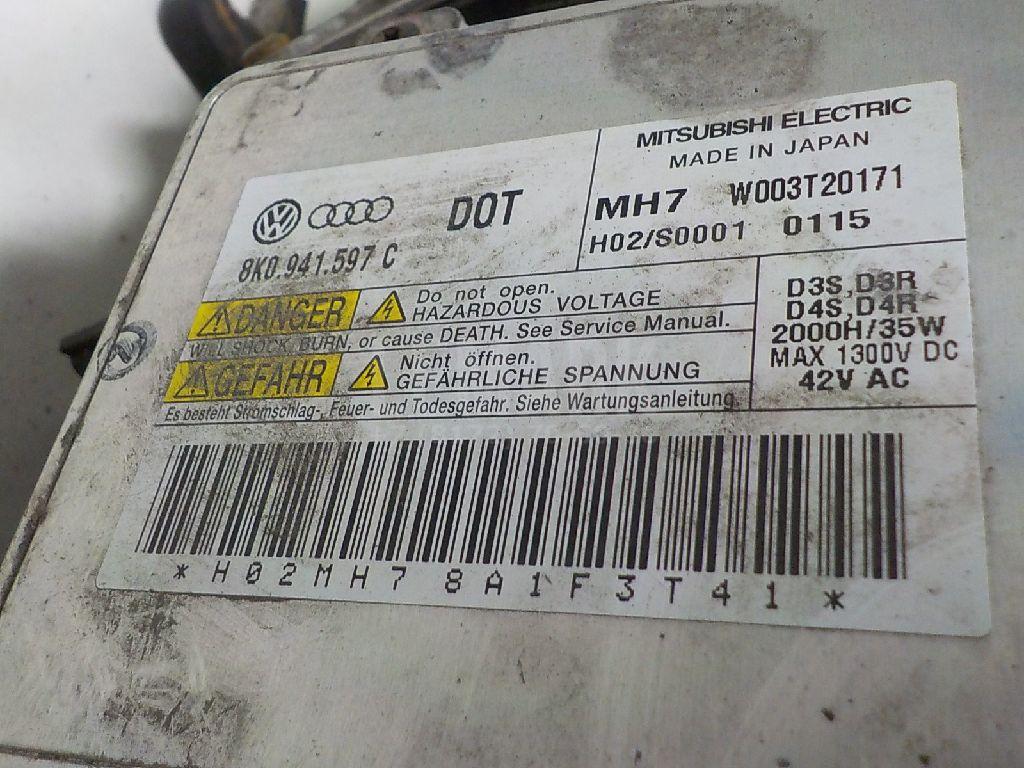 MITSUBISHI ELECTRIC
MADE IN JAPAN
DOT
MH7 W003T20171
8K0.941.597 C
H02/S0001 0115
DANGER Do not open.
HAZARDOUS VOLTAGE
WILL SHOCK, BURN, or cause DEATH. See Service Manual.
GEFAHR Nicht öffnen.
GEFÄHRLICHE SPANNUNG
Es besteht Stromschlag-, Feuer- und Todesgefahr. Siehe Wartungsanleitung.
D3S, D3R
D4S, D4R
2000H/35W
MAX 1300V DC
42V AC
*H02MH78A1F3T41*